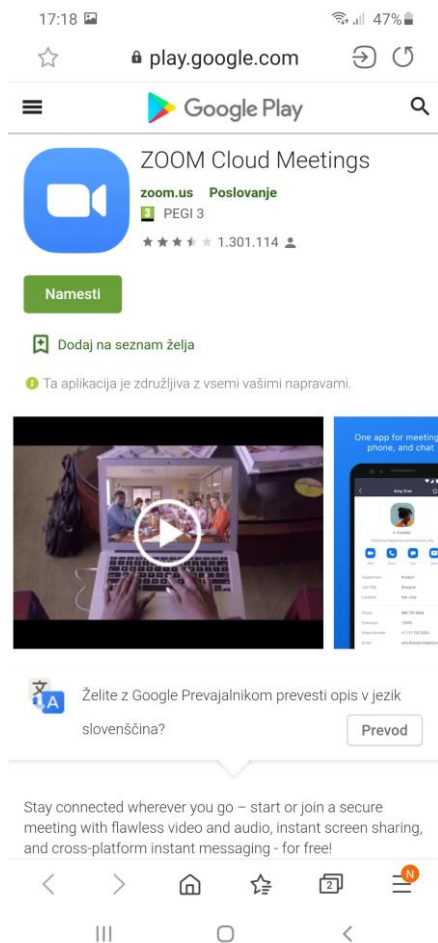 17:18 47%
play.google.com
Google Play
ZOOM Cloud Meetings
zoom.us Poslovanje
3 PEGI 3
1.301.114
Namesti
Dodaj na seznam želja
Ta aplikacija je združljiva z vsemi vašimi napravami.
One app for meeting
phone, and chat
Želite z Google Prevajalnikom prevesti opis v jezik
slovenščina?
Prevod
Stay connected wherever you go – start or join a secure
meeting with flawless video and audio, instant screen sharing,
and cross-platform instant messaging - for free!
2
N